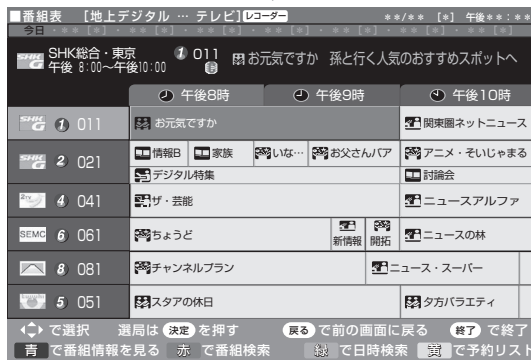 ■番組表 [地上デジタル … テレビ] レコーダー **/** [*] 午後**:**
今日 ・** [*] ・** [*] ・** [*] ・** [*] ・** [*] ・** [*] ・** [*]
SHK総合・東京 1 011 お元気ですか 孫と行く人気のおすすめスポットへ
午後 8:00~午後10:00
午後8時 午後9時 午後10時
SHK G 1 011 お元気ですか 関東圏ネットニュース
SHK 2 021 情報B 家族 いな… お父さんバア アニメ・そいじゃまる
デジタル特集 討論会
4 041 ザ・芸能 ニュースアルファ
SEMC 6 061 ちょうど 新情報 開拓 ニュースの林
8 081 チャンネルプラン ニュース・スーパー
5 051 スタアの休日 夕方バラエティ
で選択 選局は 決定 を押す 戻る で前の画面に戻る 終了 で終了
青 で番組情報を見る 赤 で番組検索 緑 で日時検索 黄 で予約リスト